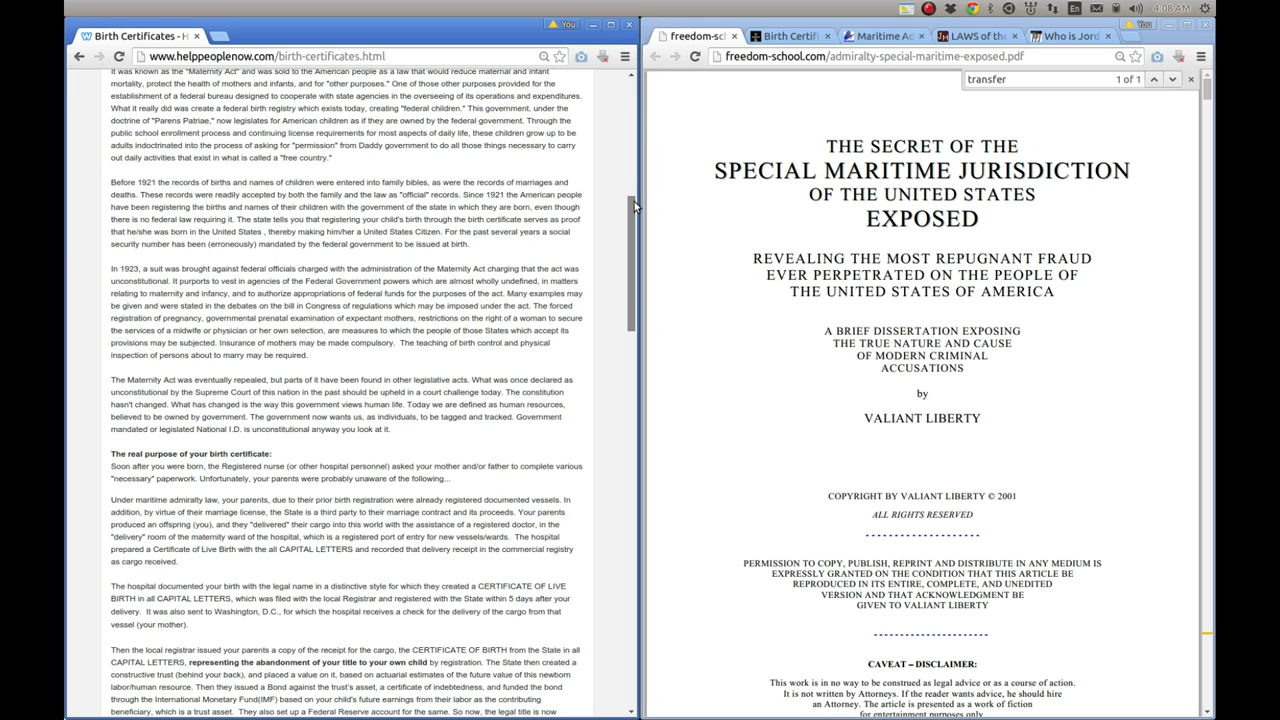 En
4:08 AM
You
Birth Certificates - H
www.helppeoplenow.com/birth-certificates.html
It was known as the "Maternity Act" and was sold to the American people as a law that would reduce maternal and infant
mortality, protect the health of mothers and infants, and for "other purposes." One of those other purposes provided for the
establishment of a federal bureau designed to cooperate with state agencies in the overseeing of its operations and expenditures.
What it really did was create a federal birth registry which exists today, creating "federal children." This government, under the
doctrine of "Parens Patriae," now legislates for American children as if they are owned by the federal government. Through the
public school enrollment process and continuing license requirements for most aspects of daily life, these children grow up to be
adults indoctrinated into the process of asking for "permission" from Daddy government to do all those things necessary to carry
out daily activities that exist in what is called a "free country."
Before 1921 the records of births and names of children were entered into family bibles, as were the records of marriages and
deaths. These records were readily accepted by both the family and the law as "official" records. Since 1921 the American people
have been registering the births and names of their children with the government of the state in which they are born, even though
there is no federal law requiring it. The state tells you that registering your child's birth through the birth certificate serves as proof
that he/she was born in the United States , thereby making him/her a United States Citizen. For the past several years a social
security number has been (erroneously) mandated by the federal government to be issued at birth.
In 1923, a suit was brought against federal officials charged with the administration of the Maternity Act charging that the act was
unconstitutional. It purports to vest in agencies of the Federal Government powers which are almost wholly undefined, in matters
relating to maternity and infancy, and to authorize appropriations of federal funds for the purposes of the act. Many examples may
be given and were stated in the debates on the bill in Congress of regulations which may be imposed under the act. The forced
registration of pregnancy, governmental prenatal examination of expectant mothers, restrictions on the right of a woman to secure
the services of a midwife or physician or her own selection, are measures to which the people of those States which accept its
provisions may be subjected. Insurance of mothers may be made compulsory.  The teaching of birth control and physical
inspection of persons about to marry may be required.
The Maternity Act was eventually repealed, but parts of it have been found in other legislative acts. What was once declared as
unconstitutional by the Supreme Court of this nation in the past should be upheld in a court challenge today. The constitution
hasn't changed. What has changed is the way this government views human life. Today we are defined as human resources,
believed to be owned by government. The government now wants us, as individuals, to be tagged and tracked. Government
mandated or legislated National I.D. is unconstitutional anyway you look at it.
The real purpose of your birth certificate:
Soon after you were born, the Registered nurse (or other hospital personnel) asked your mother and/or father to complete various
"necessary" paperwork. Unfortunately, your parents were probably unaware of the following...
Under maritime admiralty law, your parents, due to their prior birth registration were already registered documented vessels. In
addition, by virtue of their marriage license, the State is a third party to their marriage contract and its proceeds. Your parents
produced an offspring (you), and they "delivered" their cargo into this world with the assistance of a registered doctor, in the
"delivery" room of the maternity ward of the hospital, which is a registered port of entry for new vessels/wards.  The hospital
prepared a Certificate of Live Birth with the all CAPITAL LETTERS and recorded that delivery receipt in the commercial registry
as cargo received.
The hospital documented your birth with the legal name in a distinctive style for which they created a CERTIFICATE OF LIVE
BIRTH in all CAPITAL LETTERS, which was filed with the local Registrar and registered with the State within 5 days after your
delivery.  It was also sent to Washington, D.C., for which the hospital receives a check for the delivery of the cargo from that
vessel (your mother).
Then the local registrar issued your parents a copy of the receipt for the cargo, the CERTIFICATE OF BIRTH from the State in all
CAPITAL LETTERS, representing the abandonment of your title to your own child by registration. The State then created a
constructive trust (behind your back), and placed a value on it, based on actuarial estimates of the future value of this newborn
labor/human resource. Then they issued a Bond against the trust's asset, a certificate of indebtedness, and funded the bond
through the International Monetary Fund(IMF) based on your child's future earnings from their labor as the contributing
beneficiary, which is a trust asset.  They also set up a Federal Reserve account for the same. So now, the legal title is now
You
freedom-sc
Birth Certifi
Maritime Ad
LAWS of the
Who is Jord
freedom-school.com/admiralty-special-maritime-exposed.pdf
transfer
1 of 1
THE SECRET OF THE
SPECIAL MARITIME JURISDICTION
OF THE UNITED STATES
EXPOSED
REVEALING THE MOST REPUGNANT FRAUD
EVER PERPETRATED ON THE PEOPLE OF
THE UNITED STATES OF AMERICA
A BRIEF DISSERTATION EXPOSING
THE TRUE NATURE AND CAUSE
OF MODERN CRIMINAL
ACCUSATIONS
by
VALIANT LIBERTY
COPYRIGHT BY VALIANT LIBERTY © 2001
ALL RIGHTS RESERVED
PERMISSION TO COPY, PUBLISH, REPRINT AND DISTRIBUTE IN ANY MEDIUM IS
EXPRESSLY GRANTED ON THE CONDITION THAT THIS ARTICLE BE
REPRODUCED IN ITS ENTIRE, COMPLETE, AND UNEDITED
VERSION AND THAT ACKNOWLEDGMENT BE
GIVEN TO VALIANT LIBERTY
CAVEAT – DISCLAIMER:
This work is in no way to be construed as legal advice or as a course of action.
It is not written by Attorneys. If the reader wants advice, he should hire
an Attorney. The article is presented as a work of fiction
for entertainment purposes only